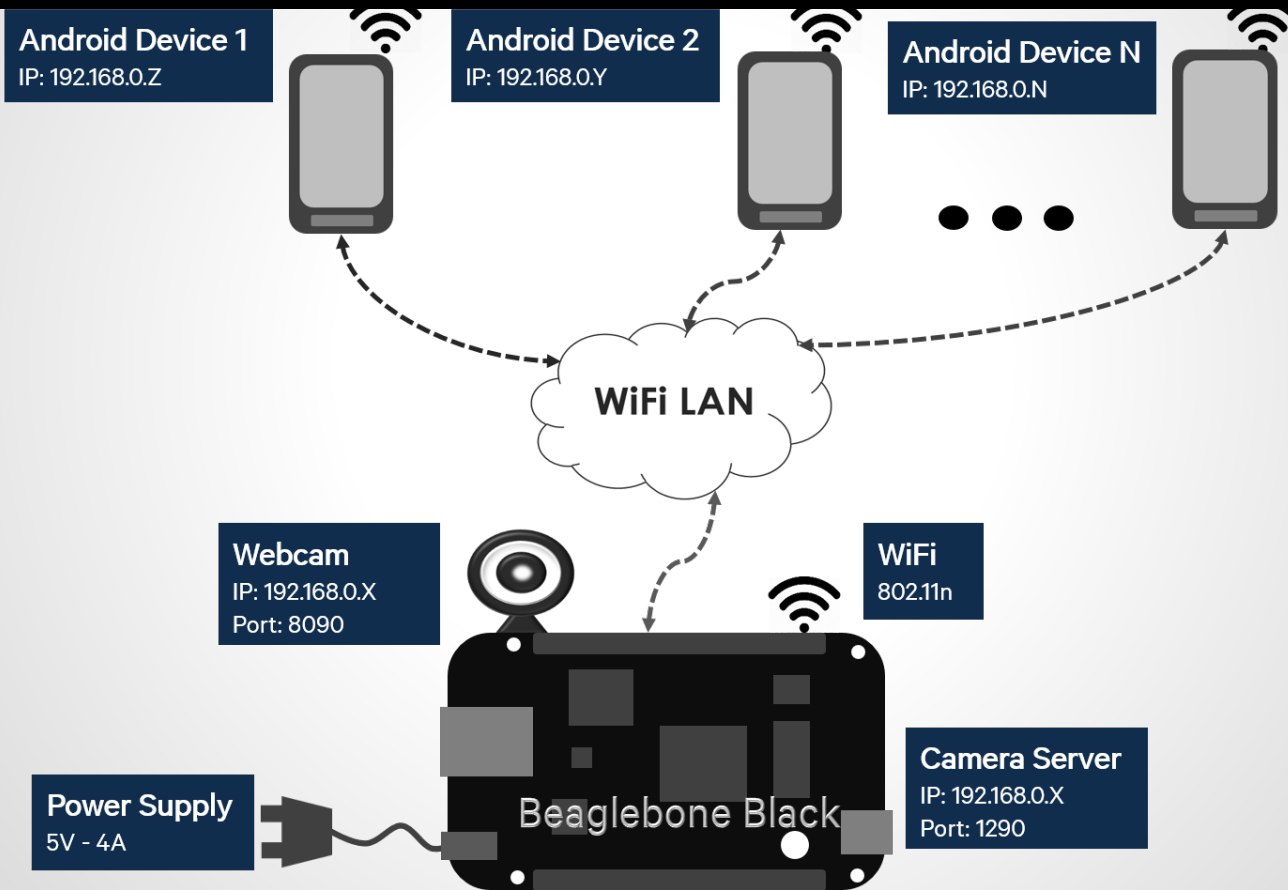 Android Device 1
IP: 192.168.0.Z
Android Device 2
IP: 192.168.0.Y
Android Device N
IP: 192.168.0.N
WiFi LAN
Webcam
IP: 192.168.0.X
Port: 8090
WiFi
802.11n
Camera Server
IP: 192.168.0.X
Port: 1290
Power Supply
5V - 4A
Beaglebone Black